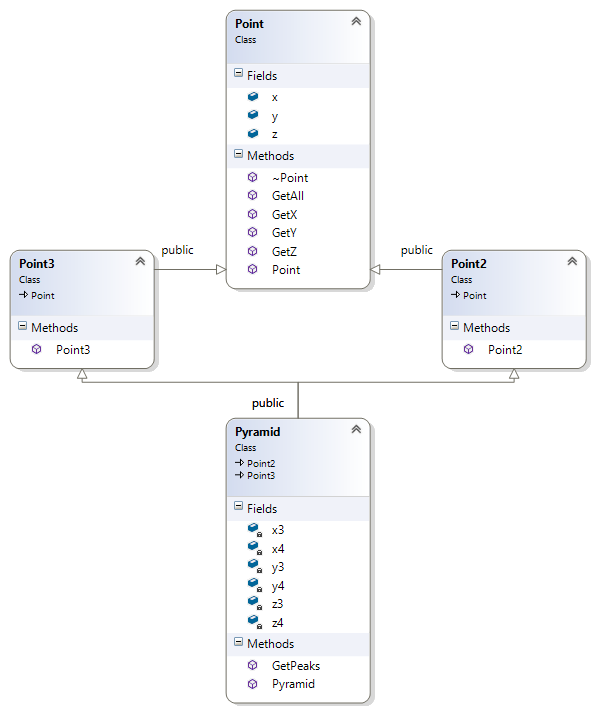 Point
Class
Fields
x
y
z
Methods
~Point
GetAll
GetX
GetY
GetZ
Point
public
public
Point3
Class
Point
Methods
Point3
Point2
Class
Point
Methods
Point2
public
Pyramid
Class
Point2
Point3
Fields
x3
x4
y3
y4
z3
z4
Methods
GetPeaks
Pyramid